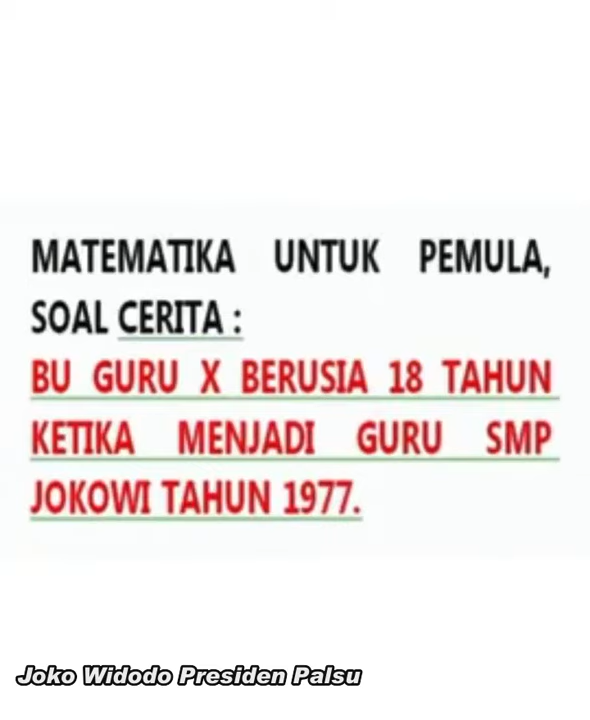 MATEMATIKA UNTUK PEMULA,
SOAL CERITA :
BU GURU X BERUSIA 18 TAHUN
KETIKA MENJADI GURU SMP
JOKOWI TAHUN 1977.
Joko Widodo Presiden Palsu